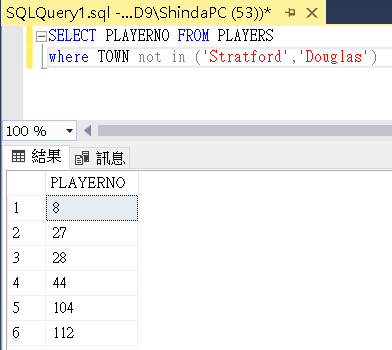 SQLQuery1.sql -...D9\ShindaPC (53))*
SELECT PLAYERNO FROM PLAYERS
where TOWN not in ('Stratford','Douglas')
100 %
結果 訊息
PLAYERNO
1 8
2 27
3 28
4 44
5 104
6 112